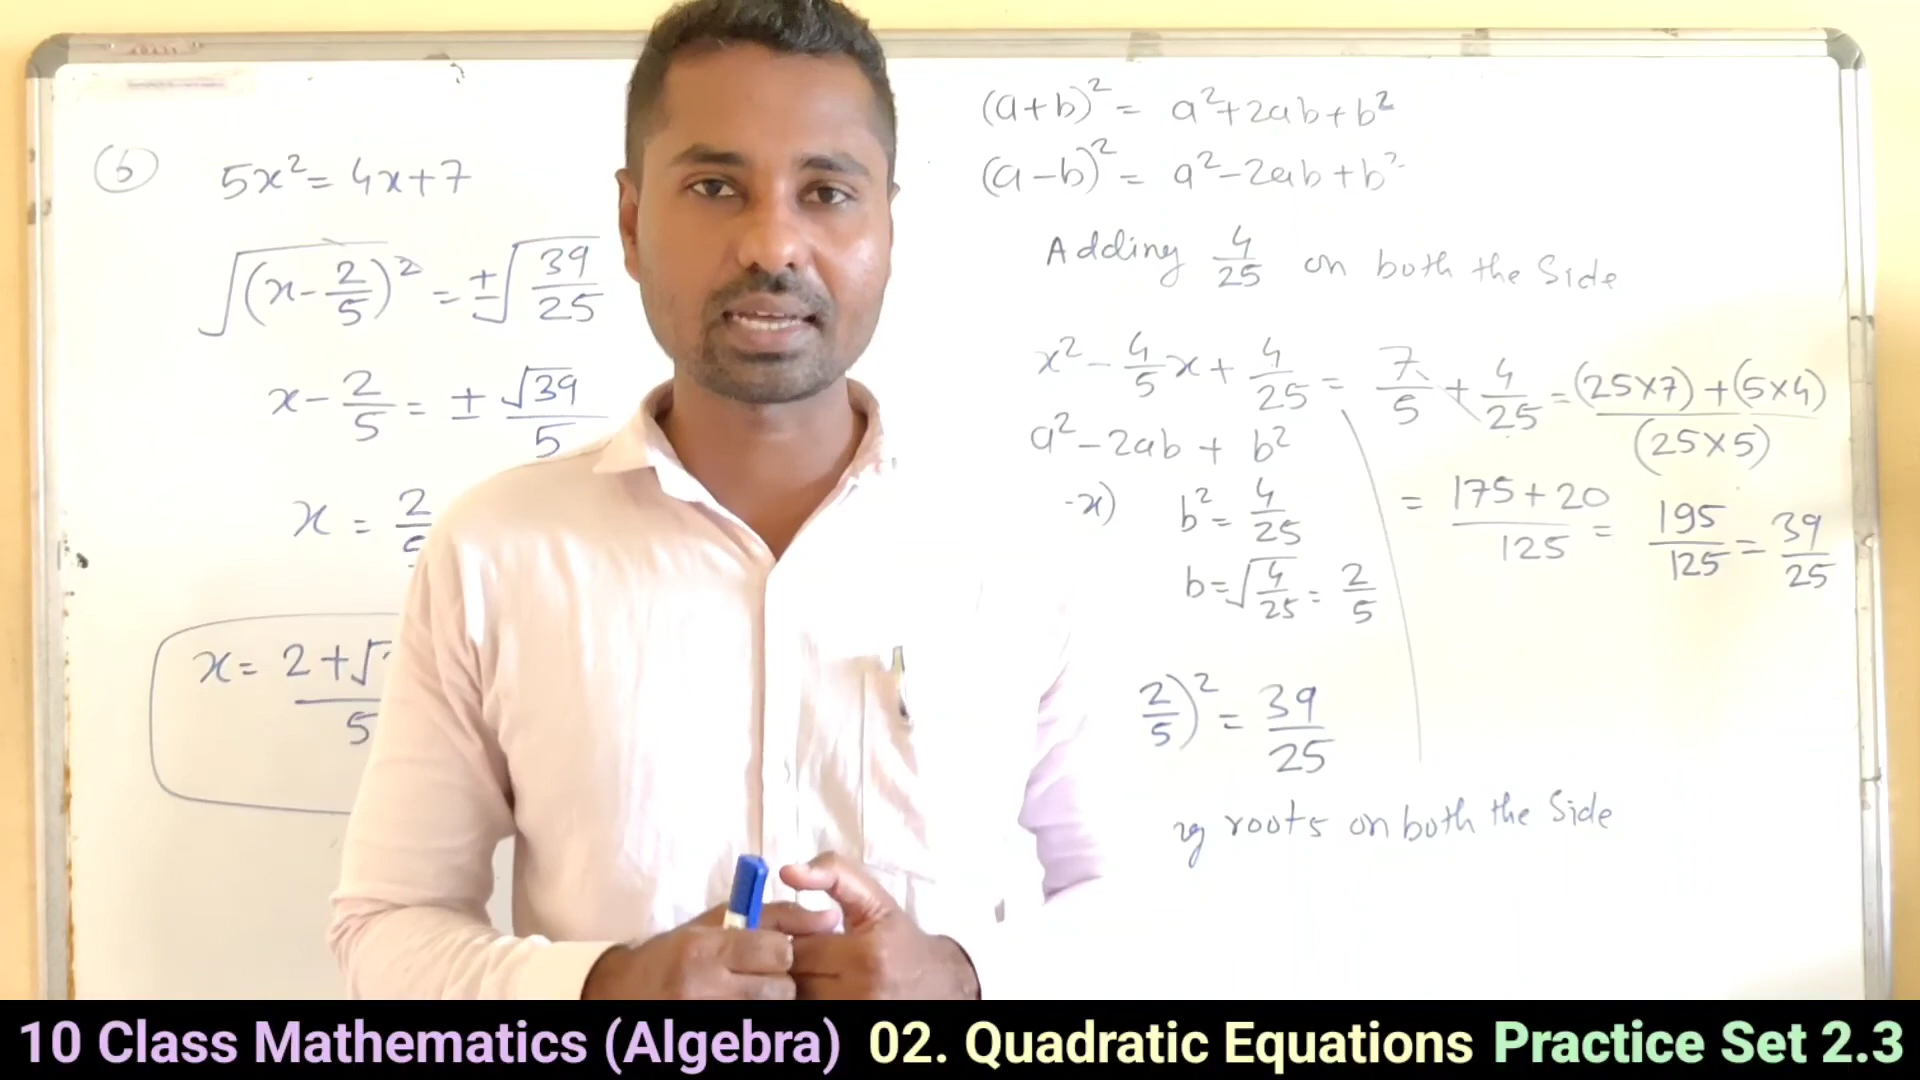 (6) 5x² = 4x+7
√(x - 2/5)² = ±√39/25
x - 2/5 = ± √39/5
x = 2
x = 2+√
5
(a+b)² = a²+2ab+b²
(a-b)² = a²-2ab+b²
Adding 4/25 on both the Side
x² - 4/5 x + 4/25 = 7/5 + 4/25 = (25×7)+(5×4)/(25×5)
a² - 2ab + b²
-x) b² = 4/25
= 175+20/125 = 195/125 = 39/25
b = √4/25 = 2/5
2/5)² = 39/25
roots on both the Side
10 Class Mathematics (Algebra) 02. Quadratic Equations Practice Set 2.3